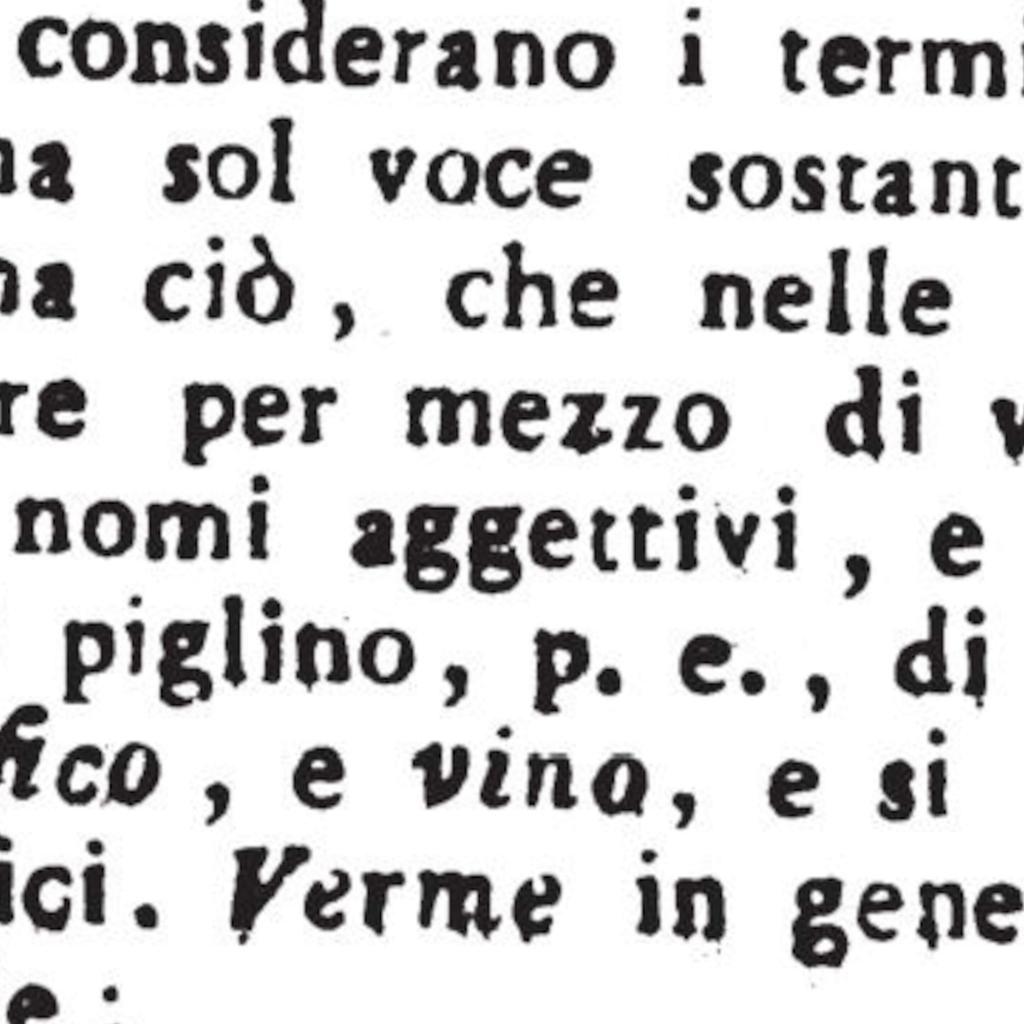 considerano i termi
na sol voce sostant
na ciò, che nelle
re per mezzo di v
nomi aggettivi, e
piglino, p. e., di
fico, e vino, e si
ici. Verme in gene
e :